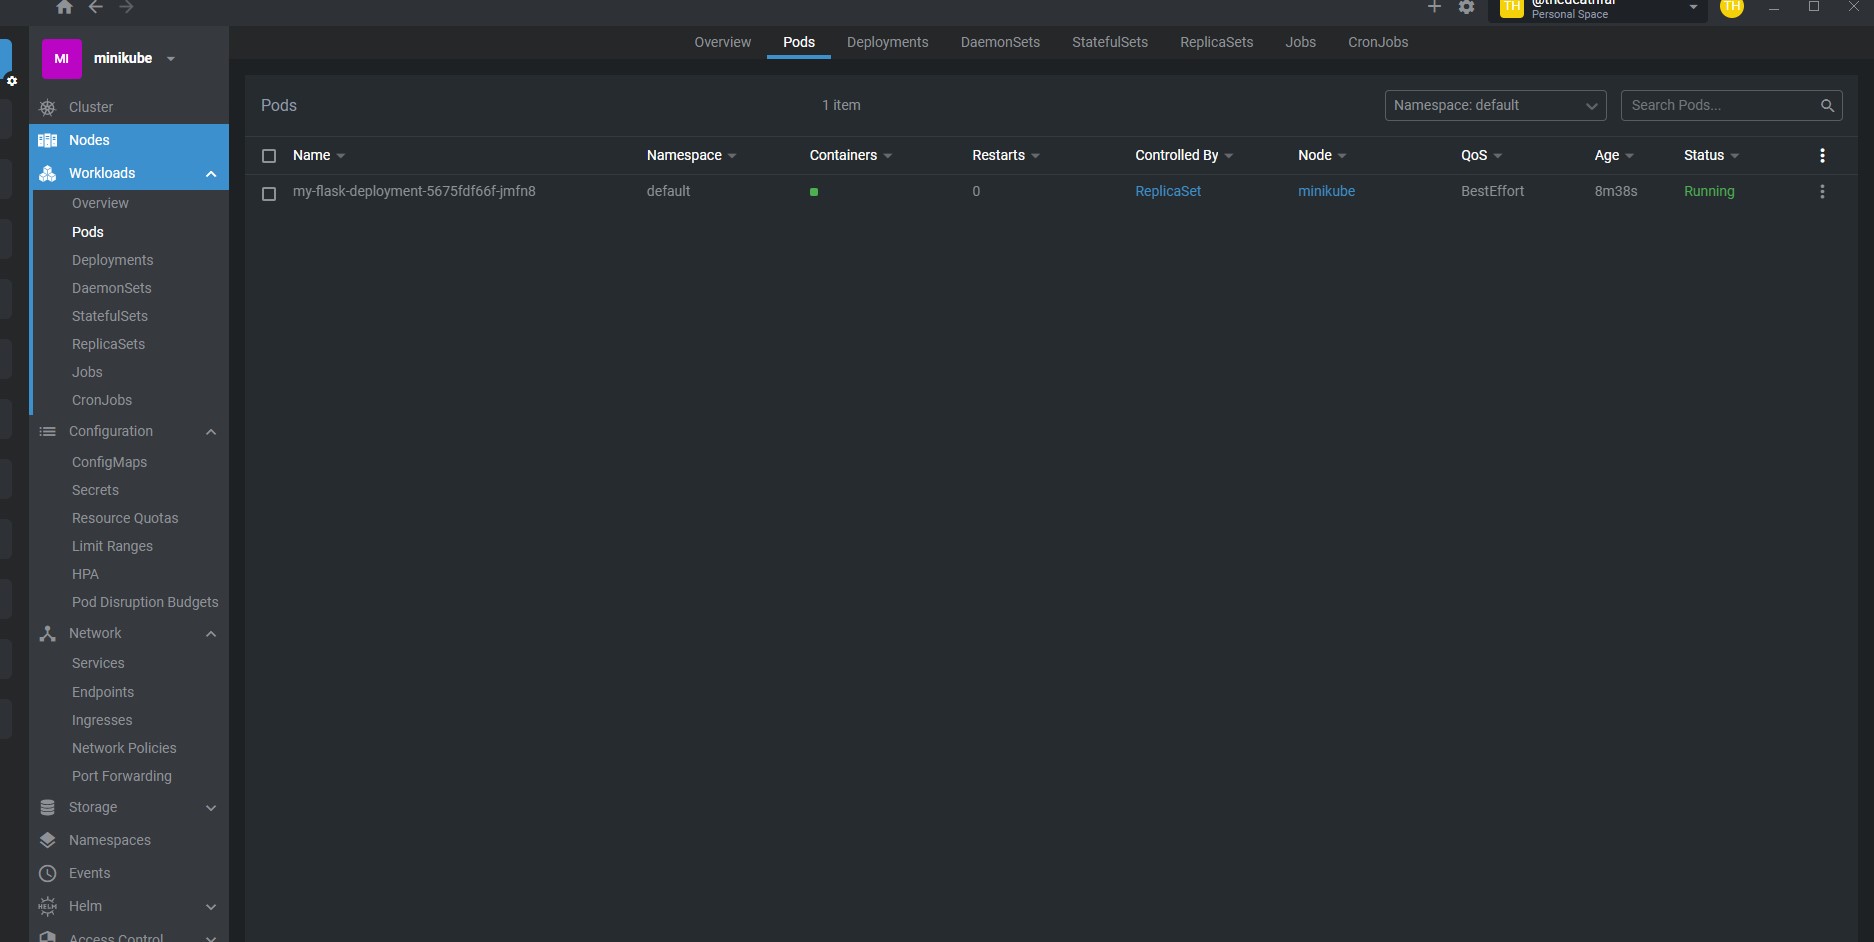 @thedeathfar
TH
Personal Space
TH
MI
minikube
Overview
Pods
Deployments
DaemonSets
StatefulSets
ReplicaSets
Jobs
CronJobs
Cluster
Nodes
Workloads
Overview
Pods
Deployments
DaemonSets
StatefulSets
ReplicaSets
Jobs
CronJobs
Configuration
ConfigMaps
Secrets
Resource Quotas
Limit Ranges
HPA
Pod Disruption Budgets
Network
Services
Endpoints
Ingresses
Network Policies
Port Forwarding
Storage
Namespaces
Events
HELM
Helm
Access Control
Pods
1 item
Namespace: default
Search Pods...
Name Namespace Containers Restarts Controlled By Node QoS Age Status
my-flask-deployment-5675fdf66f-jmfn8 default 0 ReplicaSet minikube BestEffort 8m38s Running